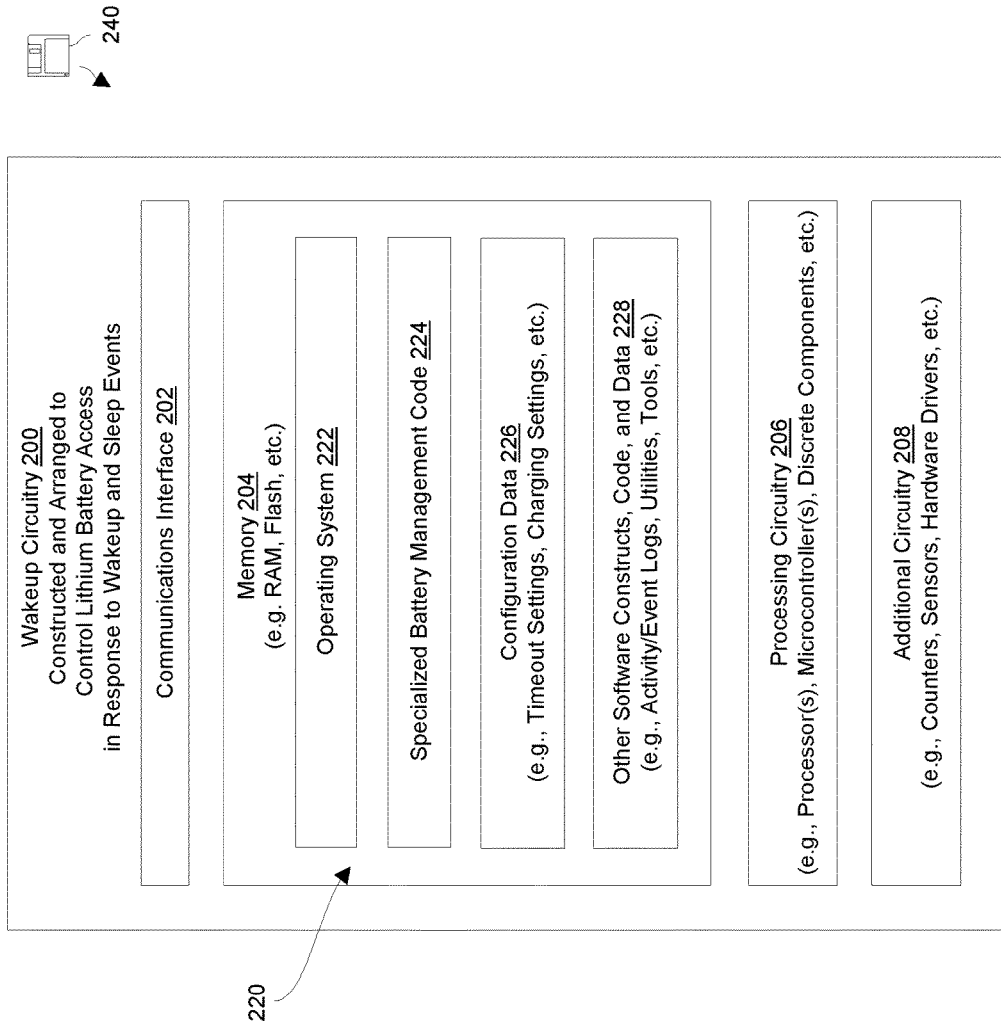 Wakeup Circuitry 200
Constructed and Arranged to
Control Lithium Battery Access
in Response to Wakeup and Sleep Events
Communications Interface 202
Memory 204
(e.g. RAM, Flash, etc.)
Operating System 222
Specialized Battery Management Code 224
Configuration Data 226
(e.g., Timeout Settings, Charging Settings, etc.)
Other Software Constructs, Code, and Data 228
(e.g., Activity/Event Logs, Utilities, Tools, etc.)
Processing Circuitry 206
(e.g., Processor(s), Microcontroller(s), Discrete Components, etc.)
Additional Circuitry 208
(e.g., Counters, Sensors, Hardware Drivers, etc.)
220
240